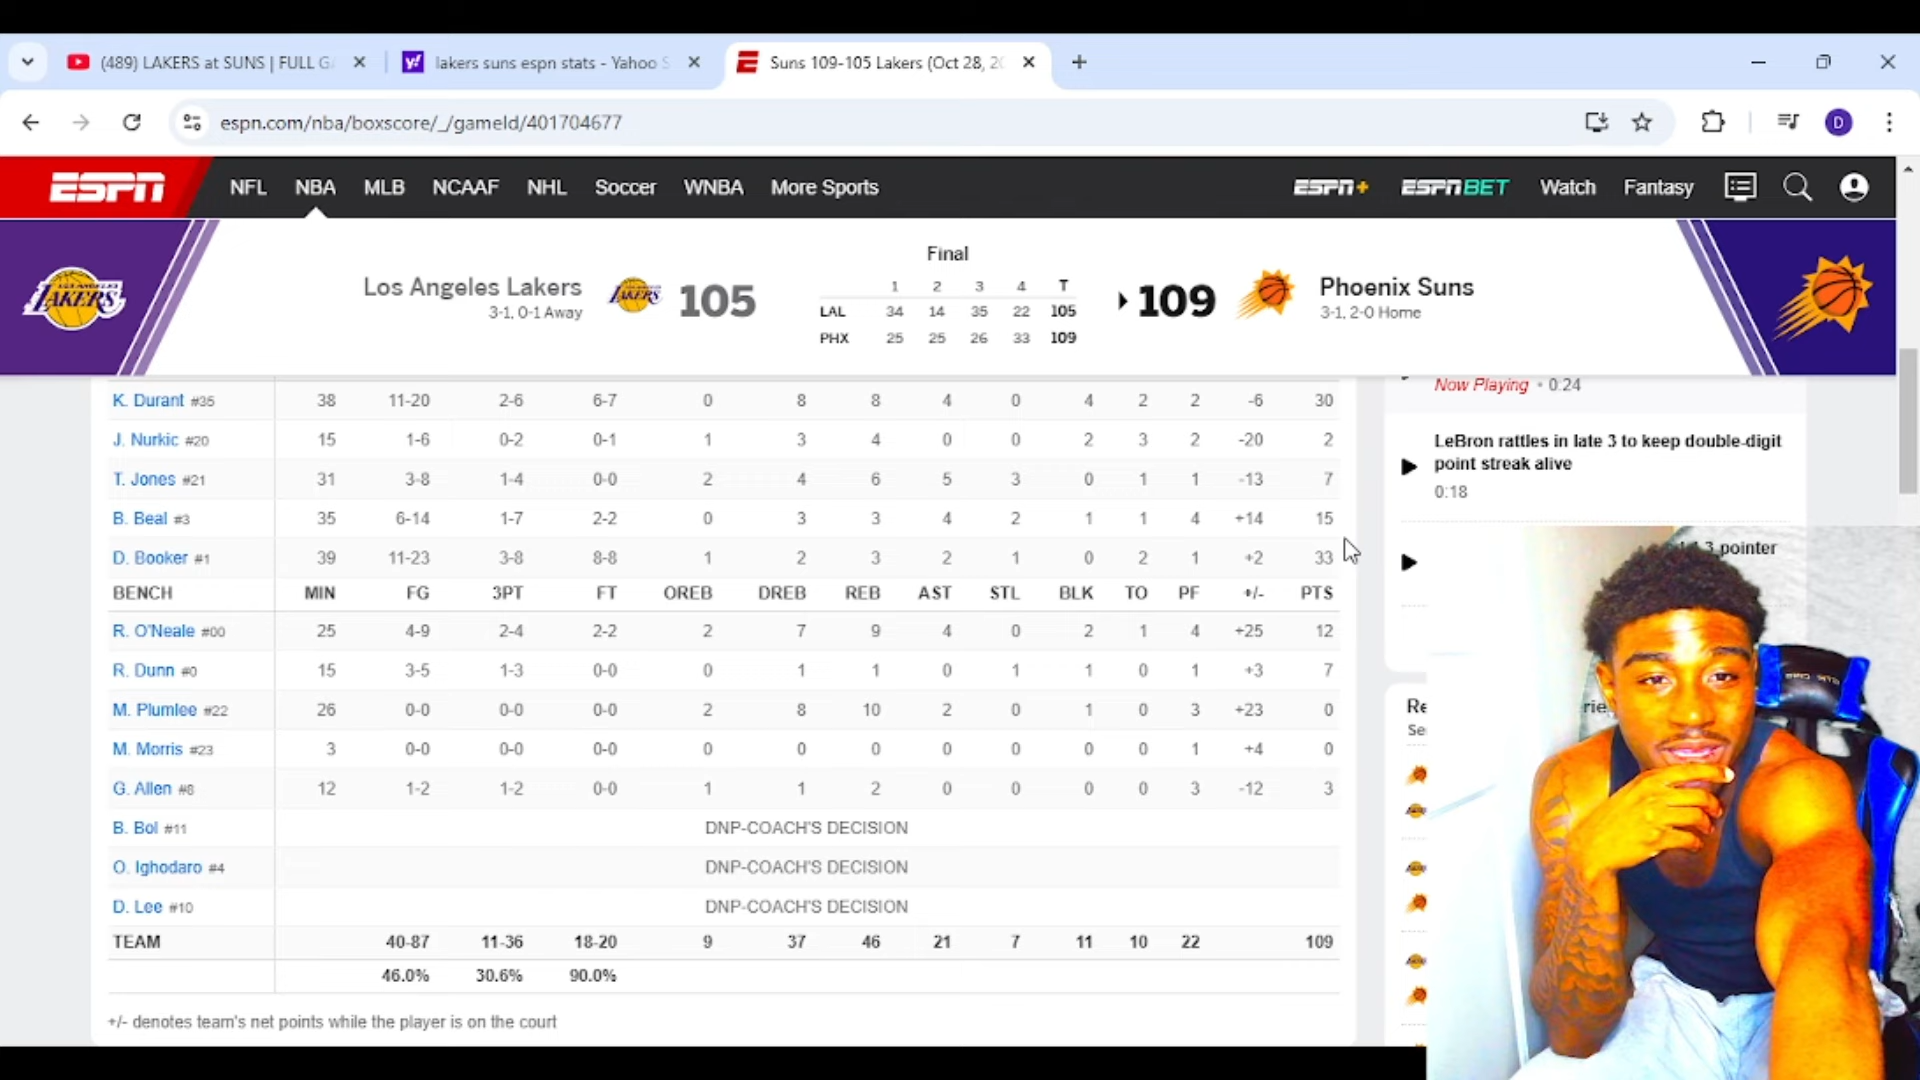 (489) LAKERS at SUNS | FULL G
lakers suns espn stats - Yahoo S
Suns 109-105 Lakers (Oct 28, 20
espn.com/nba/boxscore/_/gameId/401704677
D
ESPN
NFL NBA MLB NCAAF NHL Soccer WNBA More Sports
ESPN+ ESPN BET Watch Fantasy
LOS ANGELES LAKERS
Los Angeles Lakers
3-1, 0-1 Away
LAKERS
105
Final
1 2 3 4 T
LAL 34 14 35 22 105
PHX 25 25 26 33 109
109
Phoenix Suns
3-1, 2-0 Home
K. Durant #35 38 11-20 2-6 6-7 0 8 8 4 0 4 2 2 -6 30
J. Nurkic #20 15 1-6 0-2 0-1 1 3 4 0 0 2 3 2 -20 2
T. Jones #21 31 3-8 1-4 0-0 2 4 6 5 3 0 1 1 -13 7
B. Beal #3 35 6-14 1-7 2-2 0 3 3 4 2 1 1 4 +14 15
D. Booker #1 39 11-23 3-8 8-8 1 2 3 2 1 0 2 1 +2 33
BENCH MIN FG 3PT FT OREB DREB REB AST STL BLK TO PF +/- PTS
R. O'Neale #00 25 4-9 2-4 2-2 2 7 9 4 0 2 1 4 +25 12
R. Dunn #0 15 3-5 1-3 0-0 0 1 1 0 1 1 0 1 +3 7
M. Plumlee #22 26 0-0 0-0 0-0 2 8 10 2 0 1 0 3 +23 0
M. Morris #23 3 0-0 0-0 0-0 0 0 0 0 0 0 0 1 +4 0
G. Allen #8 12 1-2 1-2 0-0 1 1 2 0 0 0 0 3 -12 3
B. Bol #11 DNP-COACH'S DECISION
O. Ighodaro #4 DNP-COACH'S DECISION
D. Lee #10 DNP-COACH'S DECISION
TEAM 40-87 11-36 18-20 9 37 46 21 7 11 10 22 109
46.0% 30.6% 90.0%
+/- denotes team's net points while the player is on the court
Now Playing • 0:24
LeBron rattles in late 3 to keep double-digit
point streak alive
0:18
3 pointer
Re
Se